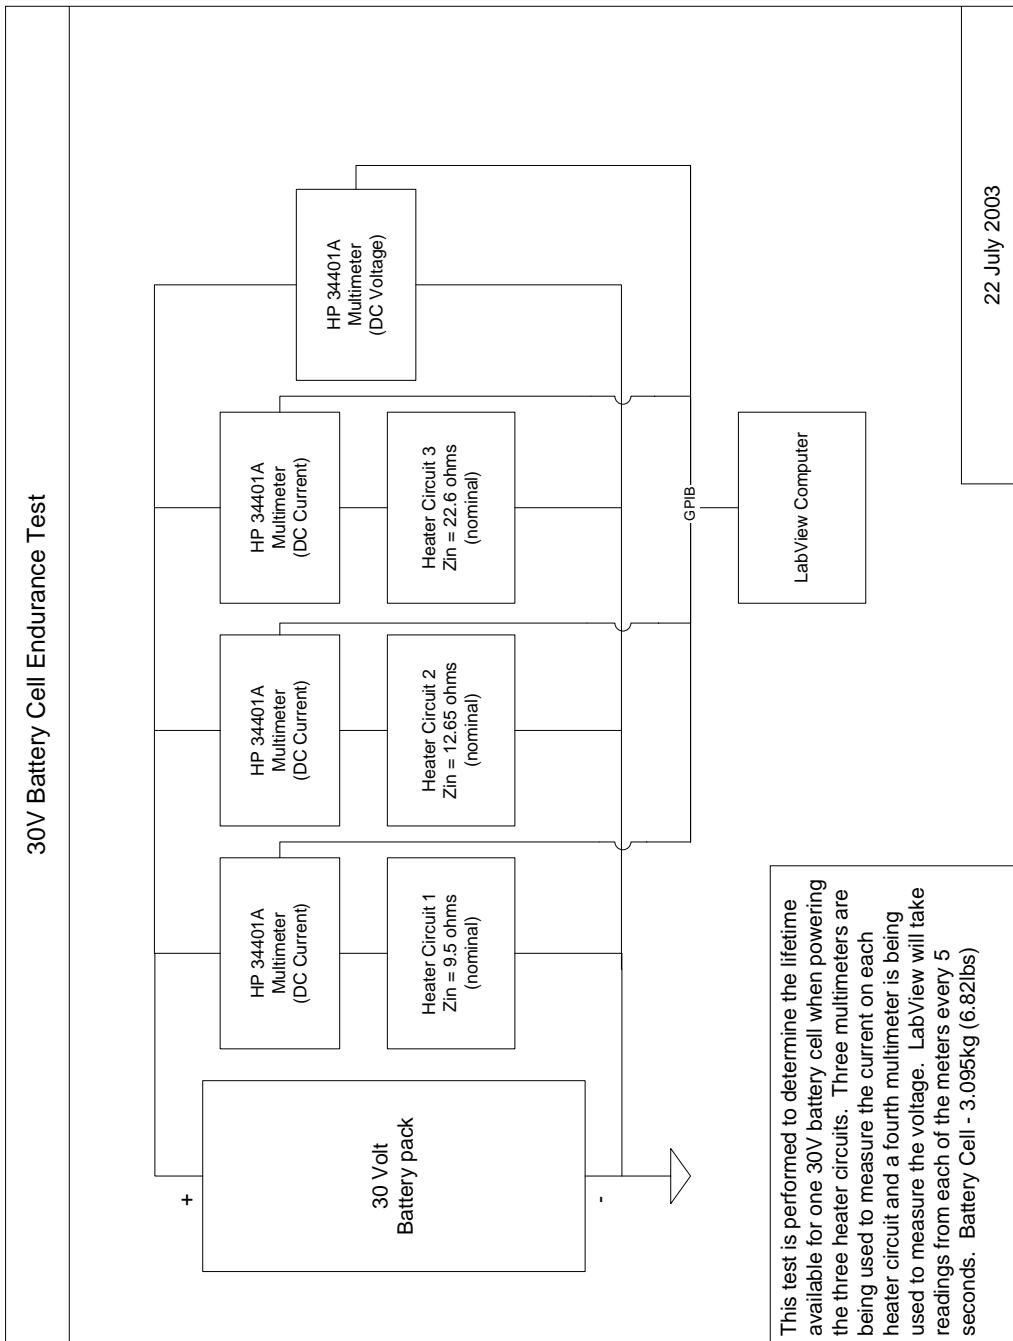 30V Battery Cell Endurance Test
+
30 Volt
Battery pack
-
HP 34401A
Multimeter
(DC Current)
Heater Circuit 1
Zin = 9.5 ohms
(nominal)
HP 34401A
Multimeter
(DC Current)
Heater Circuit 2
Zin = 12.65 ohms
(nominal)
HP 34401A
Multimeter
(DC Current)
Heater Circuit 3
Zin = 22.6 ohms
(nominal)
HP 34401A
Multimeter
(DC Voltage)
GPIB
LabView Computer
This test is performed to determine the lifetime
available for one 30V battery cell when powering
the three heater circuits. Three multimeters are
being used to measure the current on each
heater circuit and a fourth multimeter is being
used to measure the voltage. LabView will take
readings from each of the meters every 5
seconds. Battery Cell - 3.095kg (6.82lbs)
22 July 2003